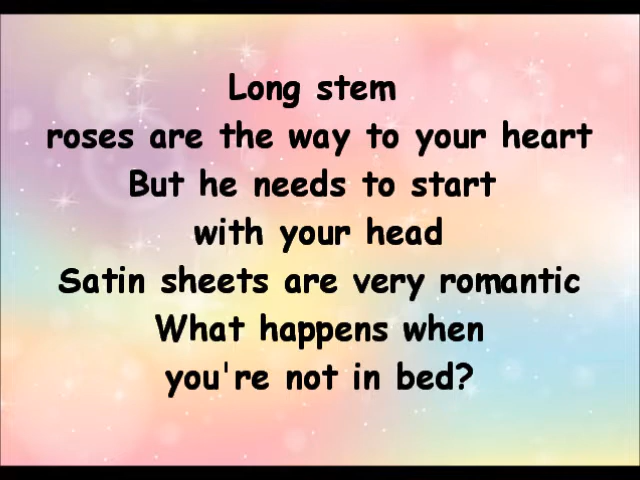 Long stem
roses are the way to your heart
But he needs to start
with your head
Satin sheets are very romantic
What happens when
you're not in bed?